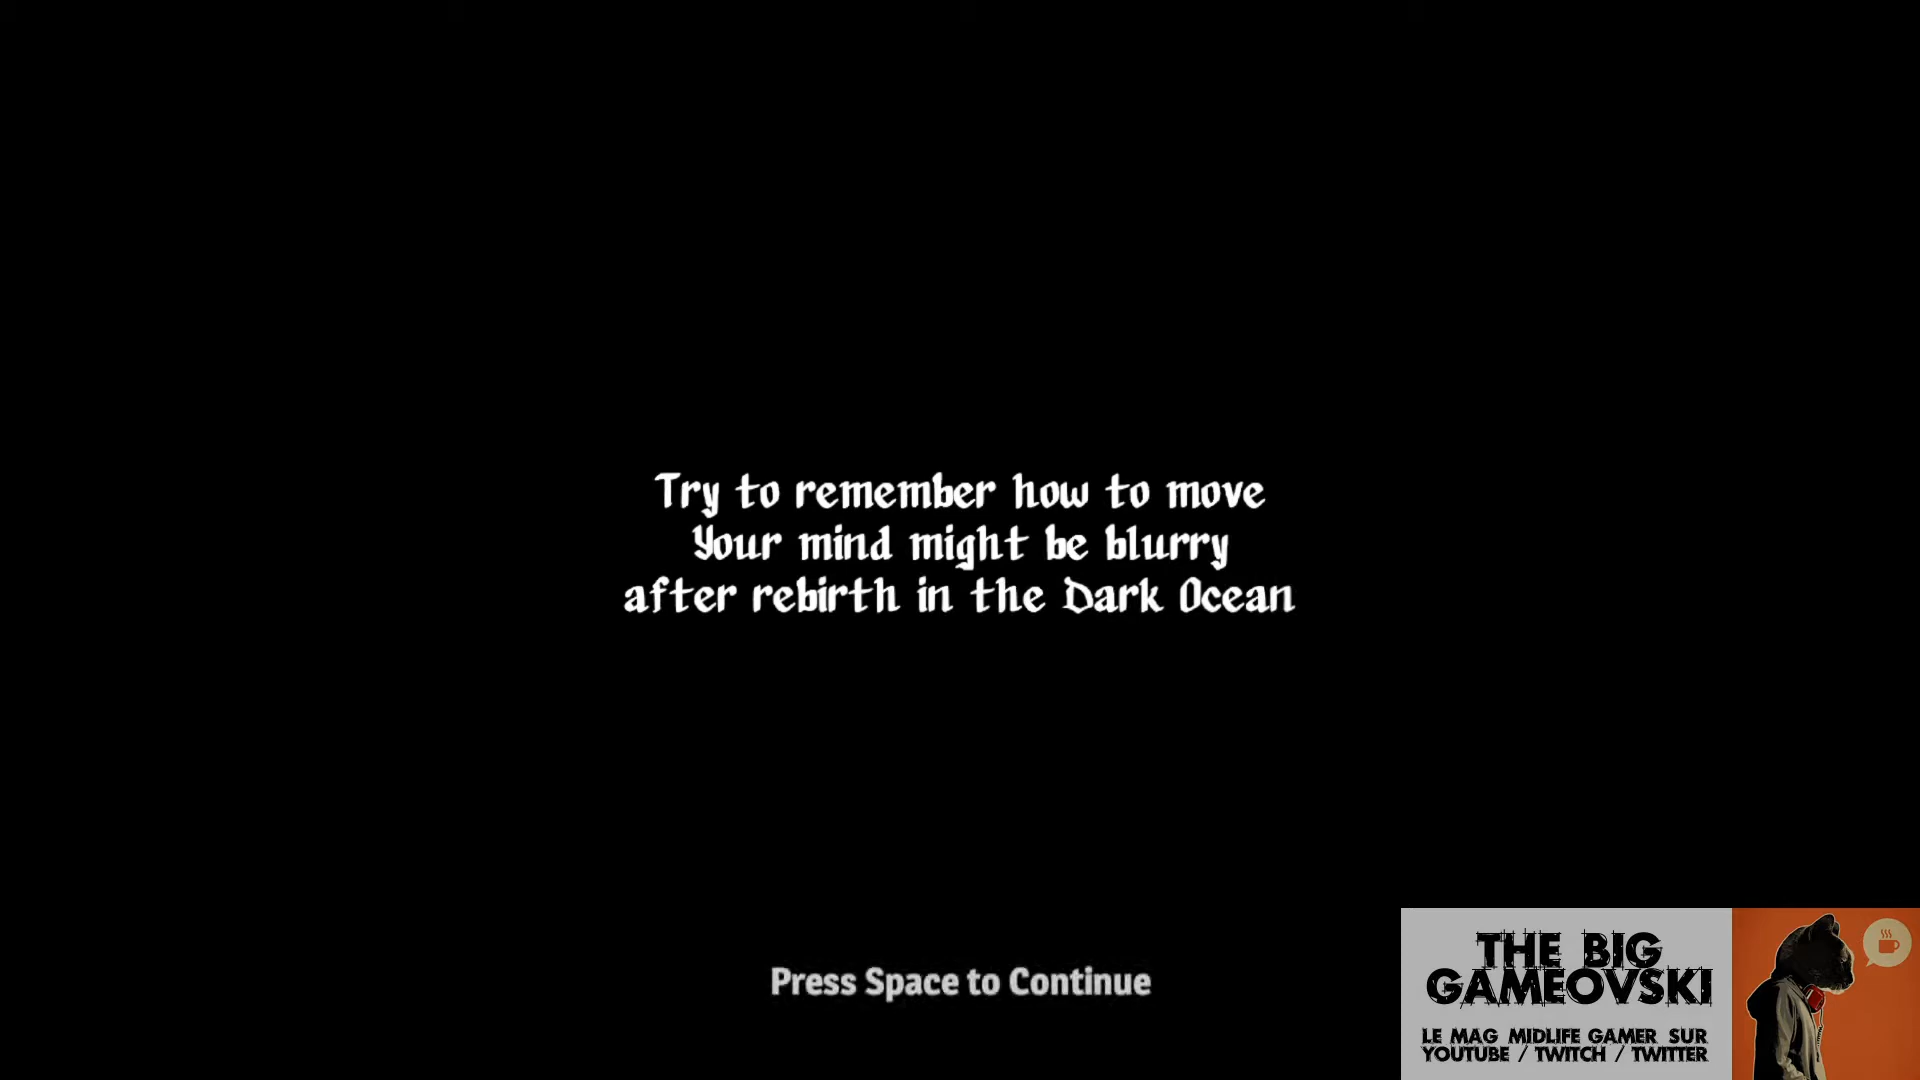 Try to remember how to move
Your mind might be blurry
after rebirth in the Dark Ocean
Press Space to Continue
THE BIG
GAMEOVSKI
LE MAG MIDLIFE GAMER SUR
YOUTUBE / TWITCH / TWITTER